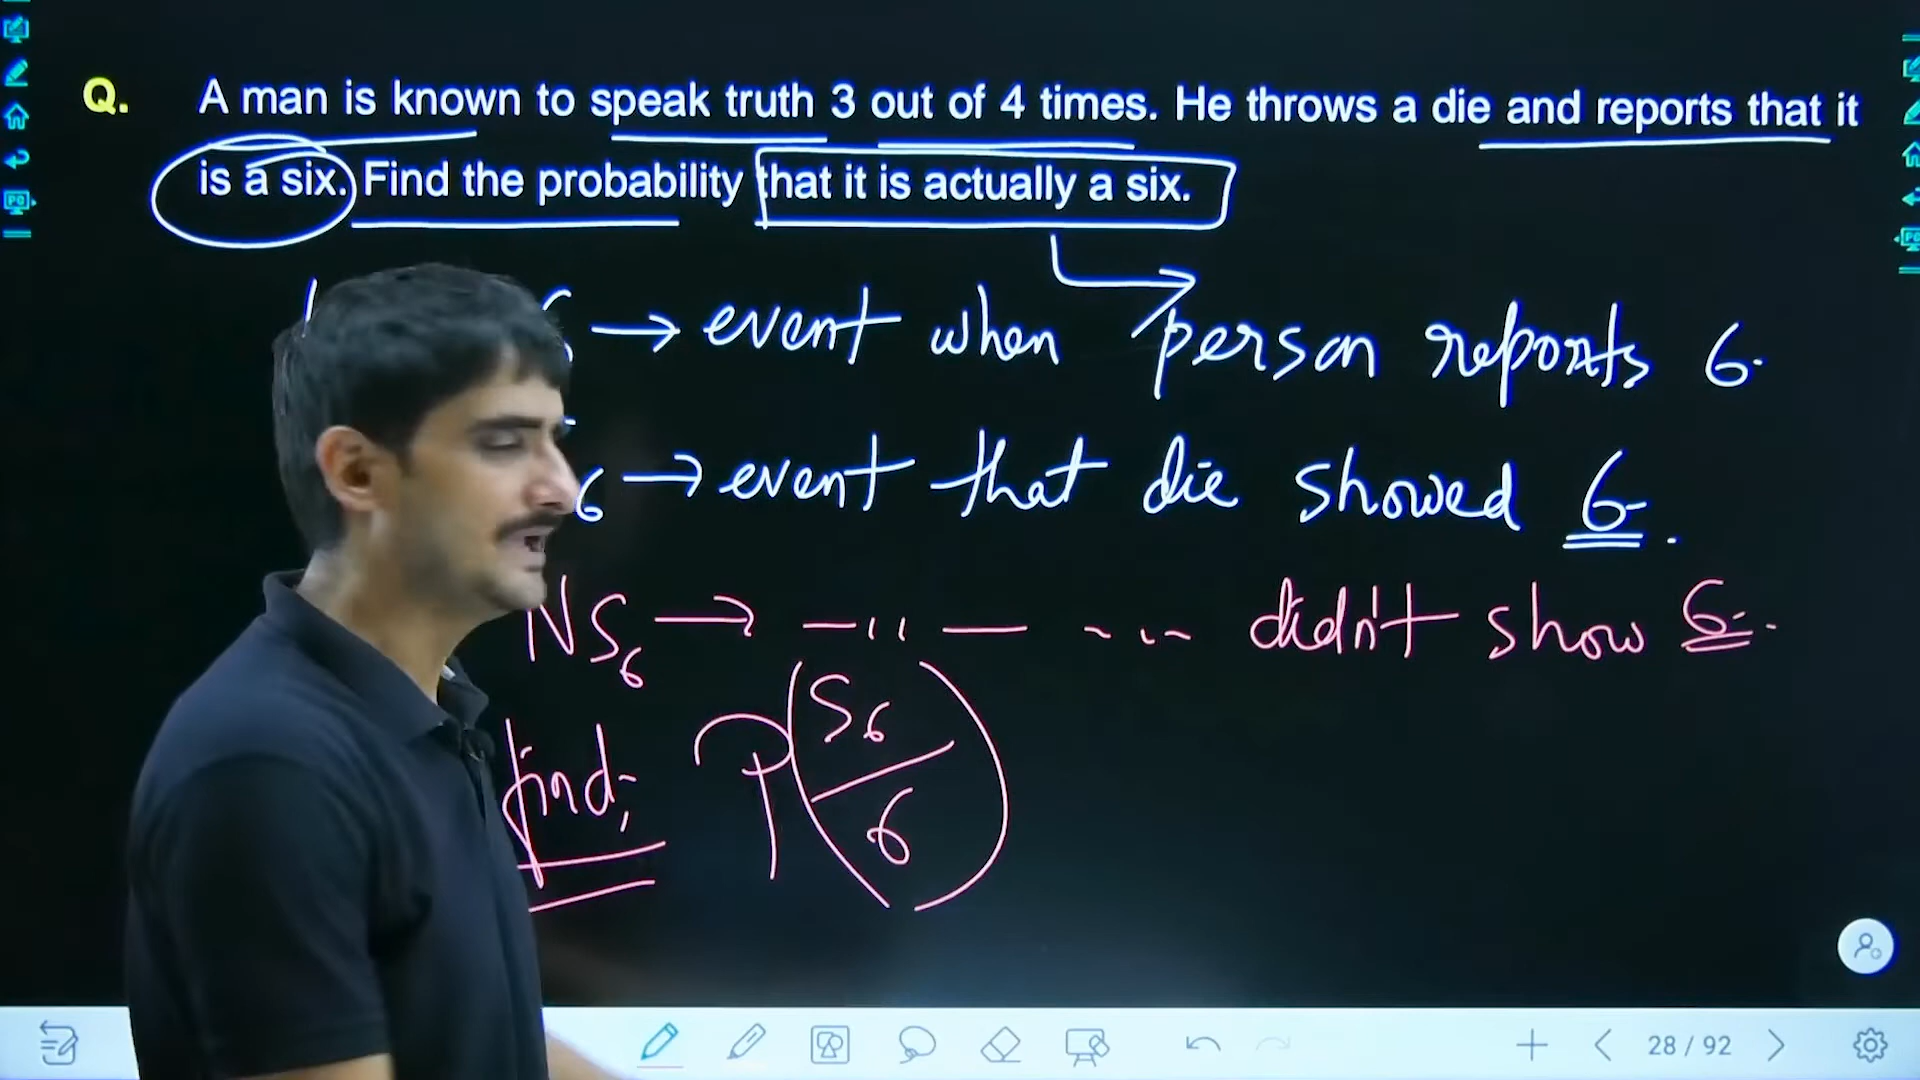 Q. A man is known to speak truth 3 out of 4 times. He throws a die and reports that it
is a six. Find the probability that it is actually a six.
6 → event when person reports 6.
6 → event that die showed 6.
NS6 → —〃— 〃 didn't show 6.
find; P(S6/6)
28 / 92